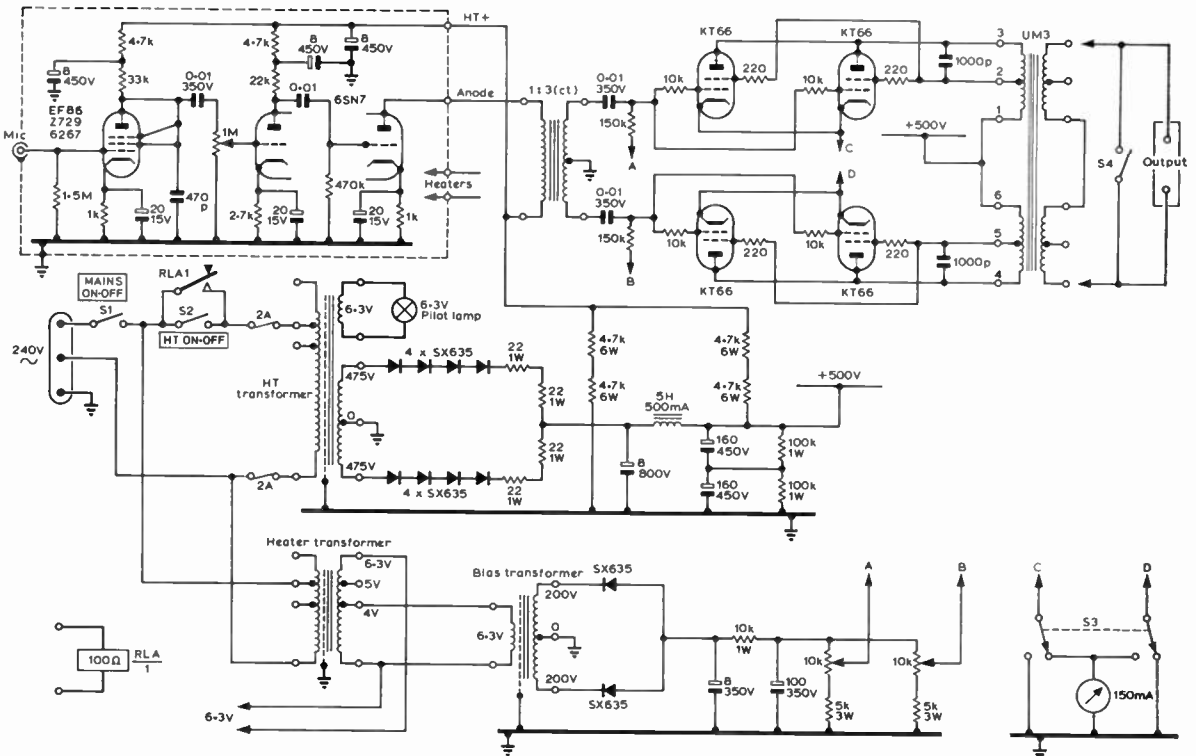 HT+
4·7k
8
450V
33k
EF86
Z729
6267
Mic
1·5M
1k
20
15V
470
p
0·01
350V
1M
4·7k
22k
8
450V
8
450V
0·01
6SN7
2·7k
20
15V
470k
20
15V
1k
Anode
Heaters
1:3(ct)
0·01
350V
150k
A
0·01
350V
150k
B
KT66
KT66
10k
220
10k
220
1000p
C
D
10k
220
10k
220
1000p
KT66
KT66
+500V
3
2
1
6
5
4
UM3
S4
Output
MAINS
ON-OFF
S1
RLA1
S2
HT ON-OFF
2A
240V
2A
HT
transformer
6·3V
6·3V
Pilot lamp
475V
4 x SX635
22
1W
22
1W
O
22
1W
475V
4 x SX635
22
1W
4·7k
6W
4·7k
6W
4·7k
6W
4·7k
6W
5H
500mA
8
800V
160
450V
160
450V
100k
1W
100k
1W
+500V
Heater transformer
6·3V
5V
4V
6·3V
Bias transformer
SX635
200V
6·3V
O
200V
SX635
10k
1W
8
350V
100
350V
10k
5k
3W
10k
5k
3W
A
B
C
D
S3
150mA
100Ω
RLA
1